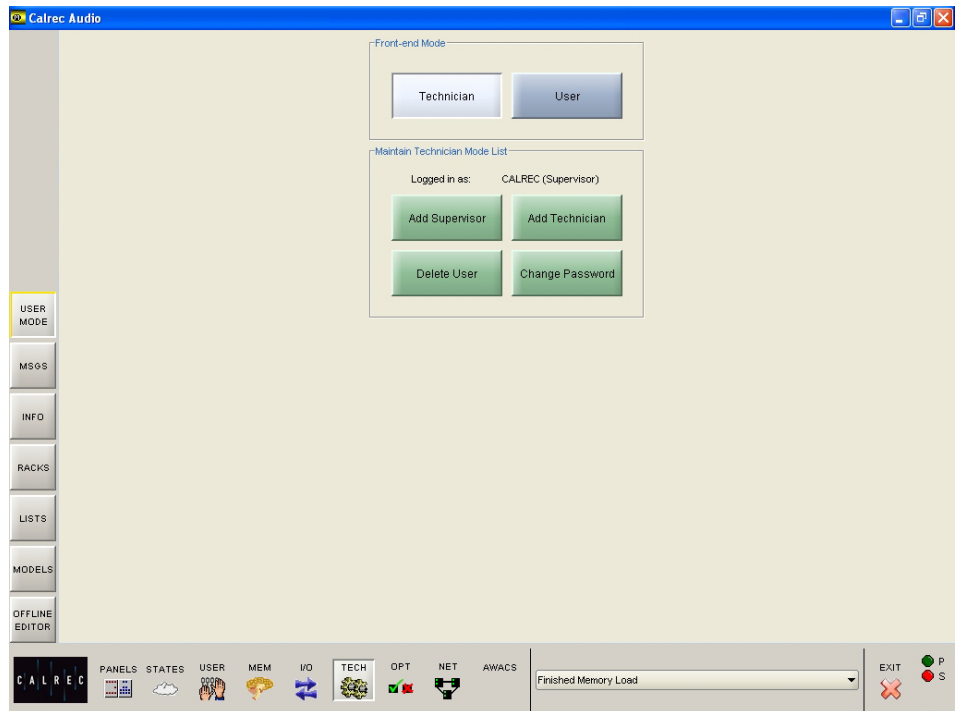 Calrec Audio
Front-end Mode
Technician
User
Maintain Technician Mode List
Logged in as: CALREC (Supervisor)
Add Supervisor
Add Technician
Delete User
Change Password
USER
MODE
MSGS
INFO
RACKS
LISTS
MODELS
OFFLINE
EDITOR
CALREC
PANELS
STATES
USER
MEM
I/O
TECH
OPT
NET
AWACS
Finished Memory Load
EXIT
P
S